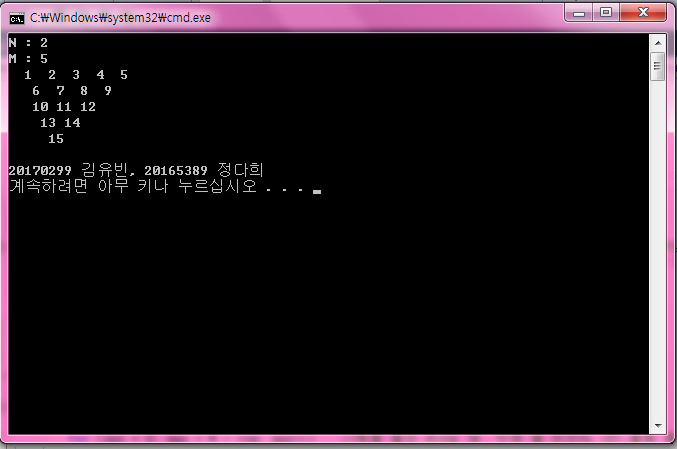 C:₩Windows₩system32₩cmd.exe
N : 2
M : 5
  1  2  3  4  5
   6  7  8  9
   10 11 12
    13 14
     15
20170299 김유빈, 20165389 정다희
계속하려면 아무 키나 누르십시오 . . .